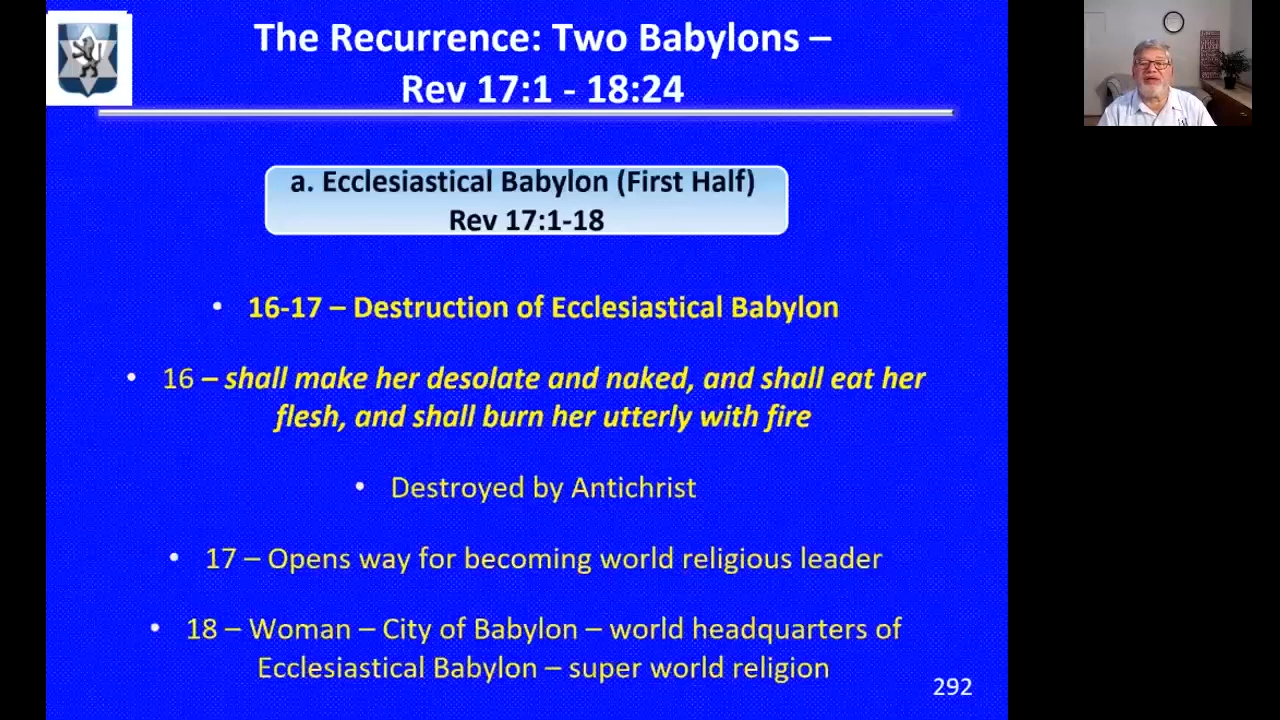 The Recurrence: Two Babylons –
Rev 17:1 - 18:24
a. Ecclesiastical Babylon (First Half)
Rev 17:1-18
• 16-17 – Destruction of Ecclesiastical Babylon
• 16 – shall make her desolate and naked, and shall eat her
flesh, and shall burn her utterly with fire
• Destroyed by Antichrist
• 17 – Opens way for becoming world religious leader
• 18 – Woman – City of Babylon – world headquarters of
Ecclesiastical Babylon – super world religion
292